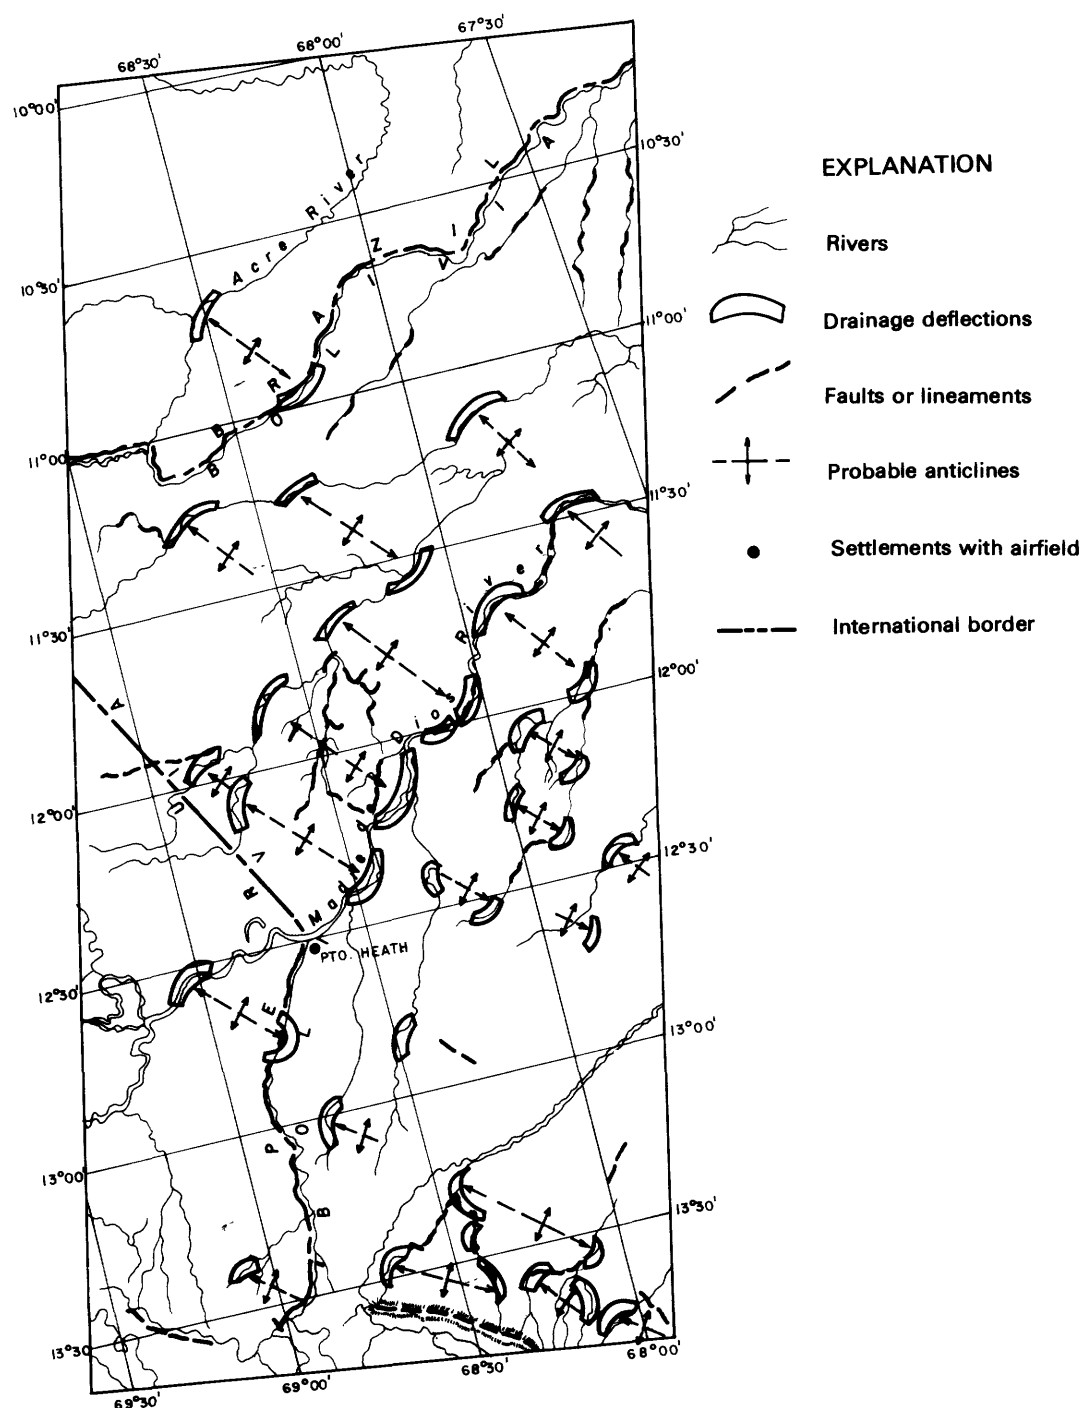 68°30'
68°00'
67°30'
10°00'
10°30'
11°00'
11°30'
12°00'
12°30'
13°00'
13°30'
10°30'
11°00'
11°30'
12°00'
12°30'
13°00'
13°30'
69°30'
69°00'
68°30'
68°00'
Acre River
BRAZIL
BOLIVIA
PERU
Madre de Dios River
PTO. HEATH
BOLIVIA
EXPLANATION
Rivers
Drainage deflections
Faults or lineaments
Probable anticlines
Settlements with airfield
International border